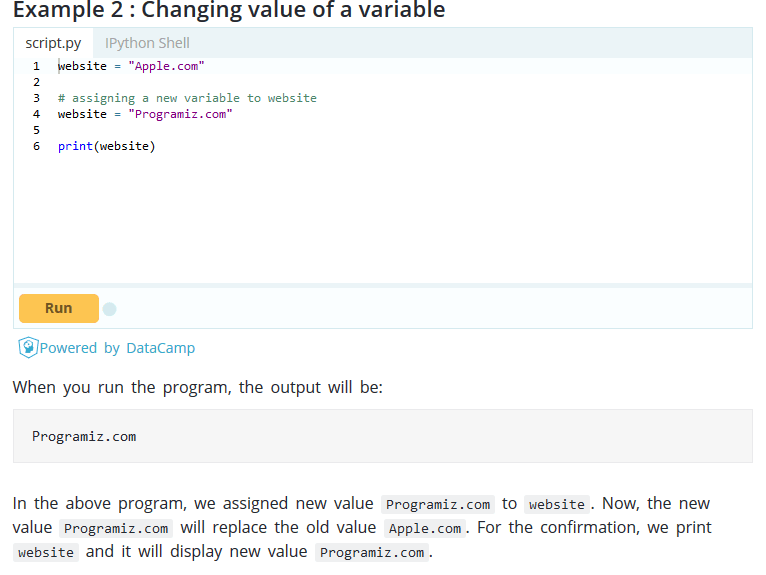 Example 2 : Changing value of a variable
script.py IPython Shell
1 website = "Apple.com"
2
3 # assigning a new variable to website
4 website = "Programiz.com"
5
6 print(website)
Run
Powered by DataCamp
When you run the program, the output will be:
Programiz.com
In the above program, we assigned new value Programiz.com to website. Now, the new
value Programiz.com will replace the old value Apple.com. For the confirmation, we print
website and it will display new value Programiz.com.